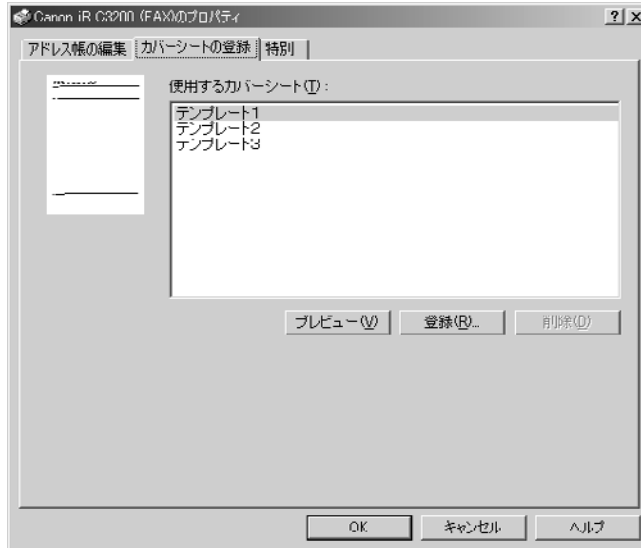 Canon iR C3200 (FAX)のプロパティ
アドレス帳の編集 カバーシートの登録 特別
使用するカバーシート(T):
テンプレート1
テンプレート2
テンプレート3
プレビュー(V) 登録(R)... 削除(D)
OK キャンセル ヘルプ